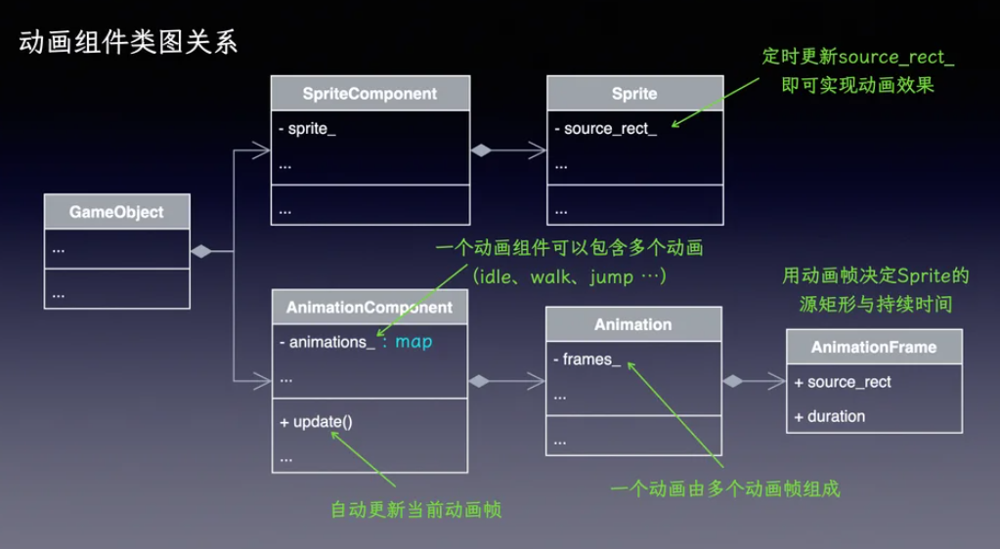 动画组件类图关系
定时更新source_rect_
即可实现动画效果
SpriteComponent
- sprite_
...
...
Sprite
- source_rect_
...
...
GameObject
...
...
一个动画组件可以包含多个动画
(idle、walk、jump …)
AnimationComponent
- animations_ : map
...
+ update()
...
自动更新当前动画帧
Animation
- frames_
...
...
一个动画由多个动画帧组成
用动画帧决定Sprite的
源矩形与持续时间
AnimationFrame
+ source_rect
+ duration